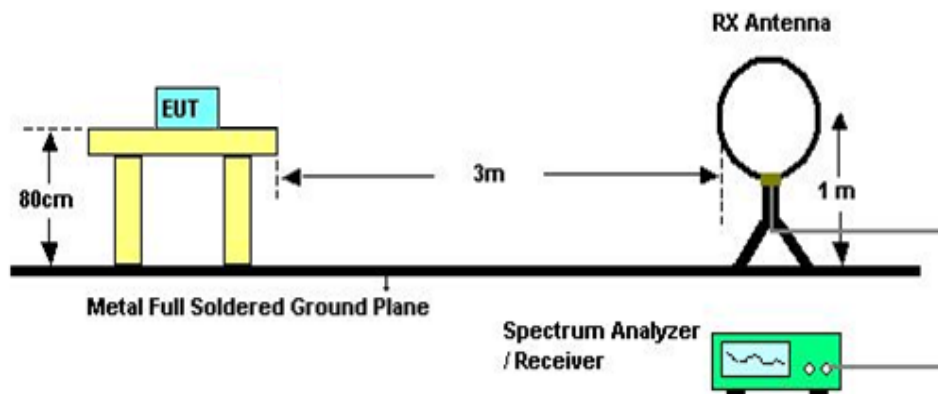 RX Antenna
EUT
3m
80cm
1 m
Metal Full Soldered Ground Plane
Spectrum Analyzer
/ Receiver